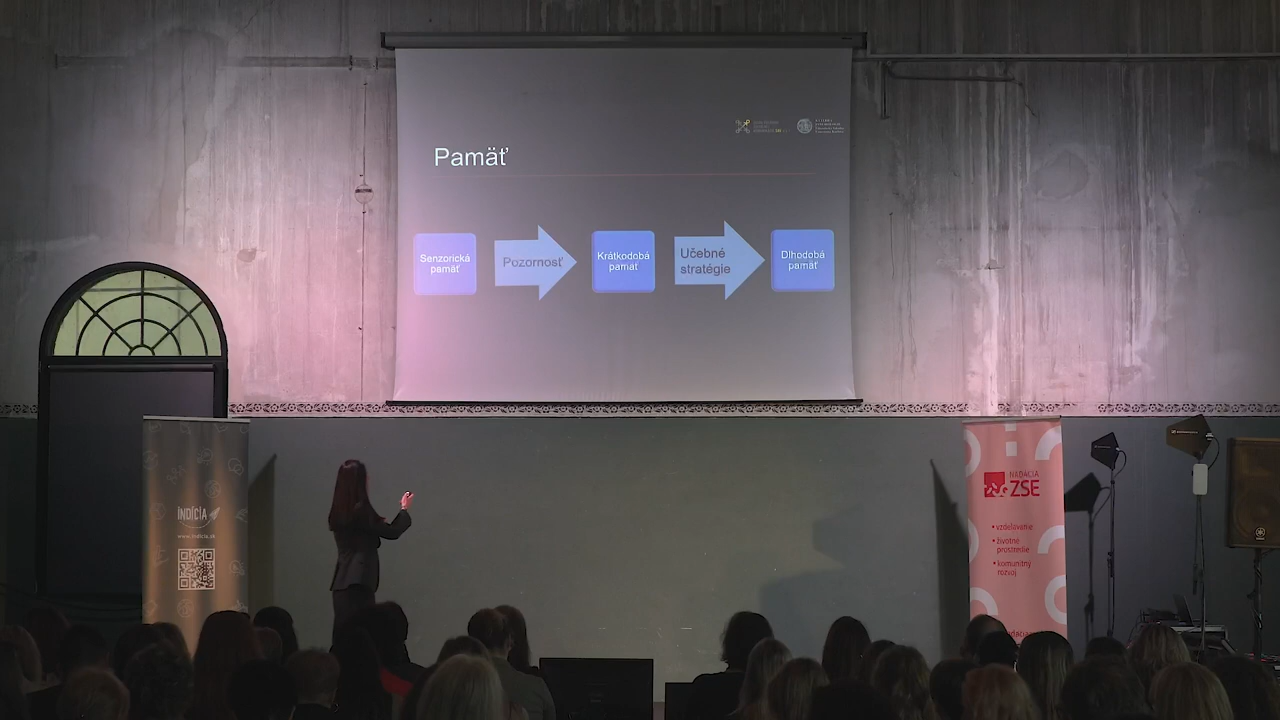 Pamäť
Senzorická
pamäť
Pozornosť
Krátkodobá
pamäť
Učebné
stratégie
Dlhodobá
pamäť
INDÍCIA
www.indicia.sk
NADÁCIA
ZSE
• vzdelávanie
• životné
prostredie
• komunitný
rozvoj